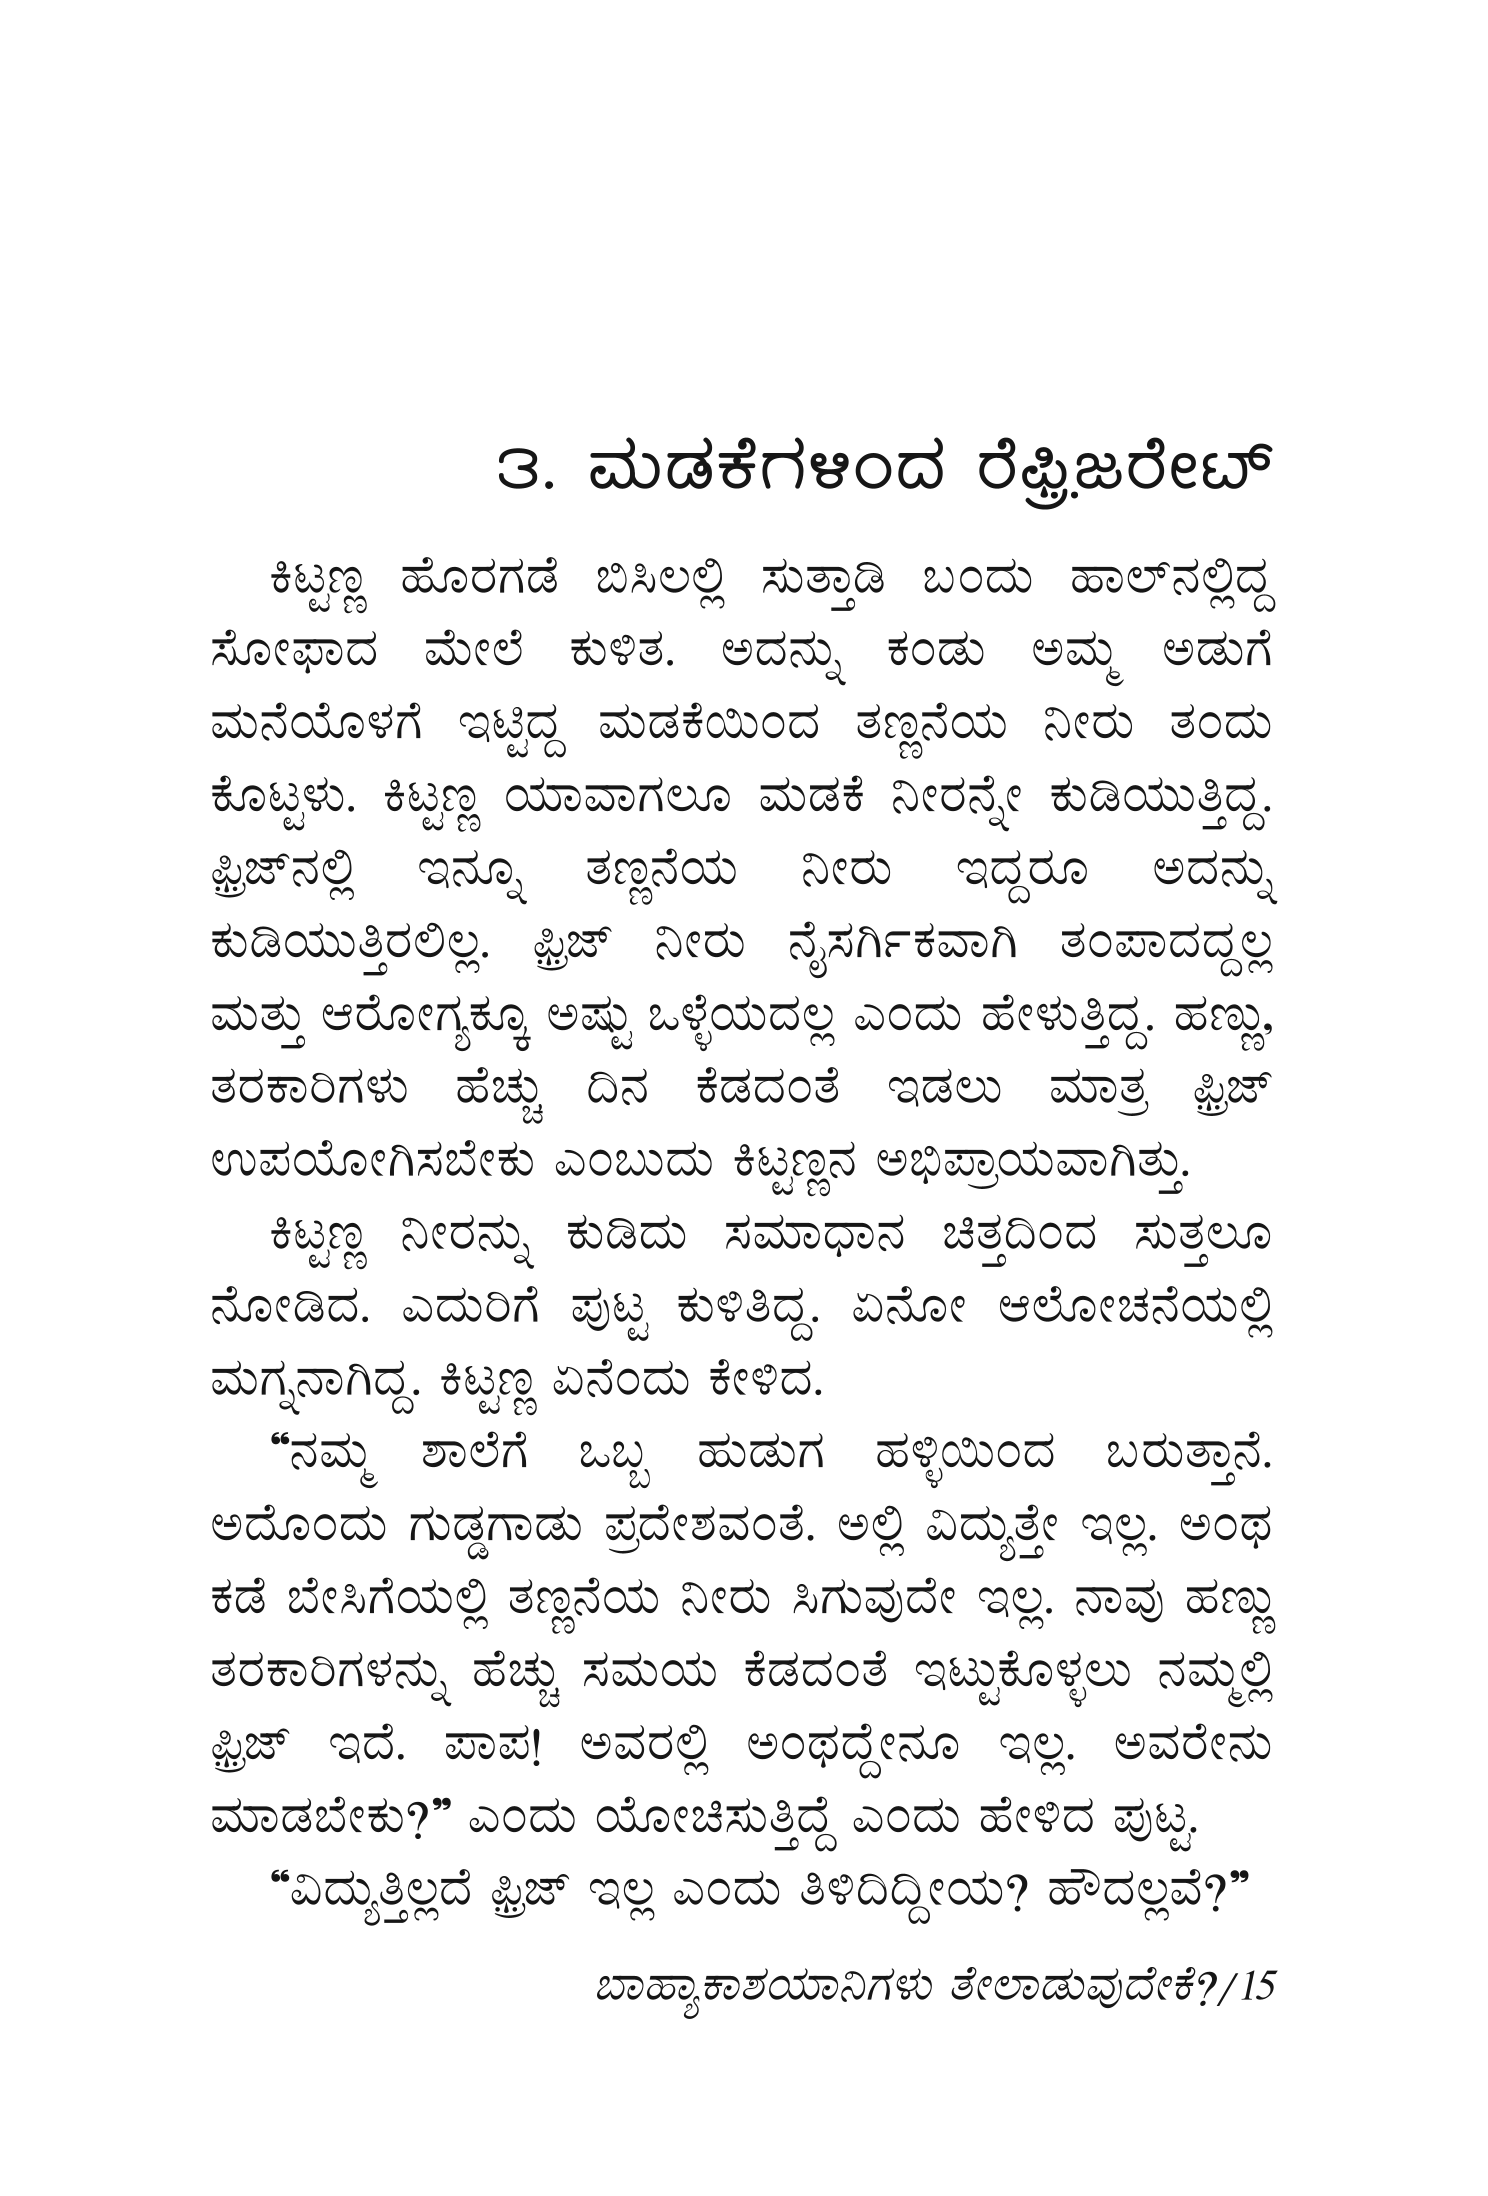 ೩. ಮಡಕೆಗಳಿಂದ ರೆಫ್ರಿಜರೇಟ್
ಕಿಟ್ಟಣ್ಣ ಹೊರಗಡೆ ಬಿಸಿಲಲ್ಲಿ ಸುತ್ತಾಡಿ ಬಂದು ಹಾಲ್‌ನಲ್ಲಿದ್ದ
ಸೋಫಾದ ಮೇಲೆ ಕುಳಿತ. ಅದನ್ನು ಕಂಡು ಅಮ್ಮ ಅಡುಗೆ
ಮನೆಯೊಳಗೆ ಇಟ್ಟಿದ್ದ ಮಡಕೆಯಿಂದ ತಣ್ಣನೆಯ ನೀರು ತಂದು
ಕೊಟ್ಟಳು. ಕಿಟ್ಟಣ್ಣ ಯಾವಾಗಲೂ ಮಡಕೆ ನೀರನ್ನೇ ಕುಡಿಯುತ್ತಿದ್ದ.
ಫ್ರಿಜ್‌ನಲ್ಲಿ ಇನ್ನೂ ತಣ್ಣನೆಯ ನೀರು ಇದ್ದರೂ ಅದನ್ನು
ಕುಡಿಯುತ್ತಿರಲಿಲ್ಲ. ಫ್ರಿಜ್ ನೀರು ನೈಸರ್ಗಿಕವಾಗಿ ತಂಪಾದದ್ದಲ್ಲ
ಮತ್ತು ಆರೋಗ್ಯಕ್ಕೂ ಅಷ್ಟು ಒಳ್ಳೆಯದಲ್ಲ ಎಂದು ಹೇಳುತ್ತಿದ್ದ. ಹಣ್ಣು,
ತರಕಾರಿಗಳು ಹೆಚ್ಚು ದಿನ ಕೆಡದಂತೆ ಇಡಲು ಮಾತ್ರ ಫ್ರಿಜ್
ಉಪಯೋಗಿಸಬೇಕು ಎಂಬುದು ಕಿಟ್ಟಣ್ಣನ ಅಭಿಪ್ರಾಯವಾಗಿತ್ತು.
ಕಿಟ್ಟಣ್ಣ ನೀರನ್ನು ಕುಡಿದು ಸಮಾಧಾನ ಚಿತ್ತದಿಂದ ಸುತ್ತಲೂ
ನೋಡಿದ. ಎದುರಿಗೆ ಪುಟ್ಟ ಕುಳಿತಿದ್ದ. ಏನೋ ಆಲೋಚನೆಯಲ್ಲಿ
ಮಗ್ನನಾಗಿದ್ದ. ಕಿಟ್ಟಣ್ಣ ಏನೆಂದು ಕೇಳಿದ.
“ನಮ್ಮ ಶಾಲೆಗೆ ಒಬ್ಬ ಹುಡುಗ ಹಳ್ಳಿಯಿಂದ ಬರುತ್ತಾನೆ.
ಅದೊಂದು ಗುಡ್ಡಗಾಡು ಪ್ರದೇಶವಂತೆ. ಅಲ್ಲಿ ವಿದ್ಯುತ್ತೇ ಇಲ್ಲ. ಅಂಥ
ಕಡೆ ಬೇಸಿಗೆಯಲ್ಲಿ ತಣ್ಣನೆಯ ನೀರು ಸಿಗುವುದೇ ಇಲ್ಲ. ನಾವು ಹಣ್ಣು
ತರಕಾರಿಗಳನ್ನು ಹೆಚ್ಚು ಸಮಯ ಕೆಡದಂತೆ ಇಟ್ಟುಕೊಳ್ಳಲು ನಮ್ಮಲ್ಲಿ
ಫ್ರಿಜ್ ಇದೆ. ಪಾಪ! ಅವರಲ್ಲಿ ಅಂಥದ್ದೇನೂ ಇಲ್ಲ. ಅವರೇನು
ಮಾಡಬೇಕು?” ಎಂದು ಯೋಚಿಸುತ್ತಿದ್ದೆ ಎಂದು ಹೇಳಿದ ಪುಟ್ಟ.
“ವಿದ್ಯುತ್ತಿಲ್ಲದೆ ಫ್ರಿಜ್ ಇಲ್ಲ ಎಂದು ತಿಳಿದಿದ್ದೀಯ? ಹೌದಲ್ಲವೆ?”
ಬಾಹ್ಯಾಕಾಶಯಾನಿಗಳು ತೇಲಾಡುವುದೇಕೆ?/15